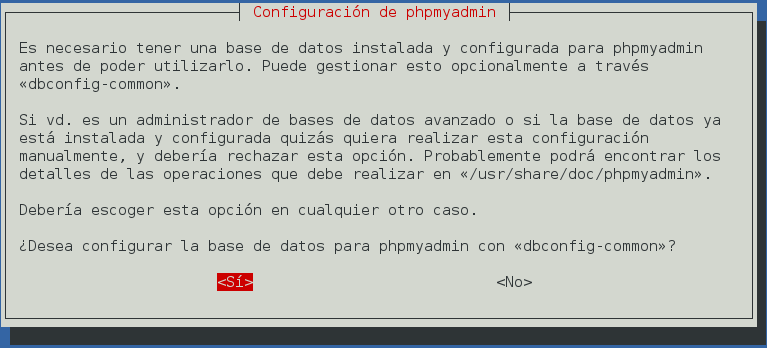 Configuración de phpmyadmin
Es necesario tener una base de datos instalada y configurada para phpmyadmin
antes de poder utilizarlo. Puede gestionar esto opcionalmente a través
«dbconfig-common».
Si vd. es un administrador de bases de datos avanzado o si la base de datos ya
está instalada y configurada quizás quiera realizar esta configuración
manualmente, y debería rechazar esta opción. Probablemente podrá encontrar los
detalles de las operaciones que debe realizar en «/usr/share/doc/phpmyadmin».
Debería escoger esta opción en cualquier otro caso.
¿Desea configurar la base de datos para phpmyadmin con «dbconfig-common»?
<Sí> <No>